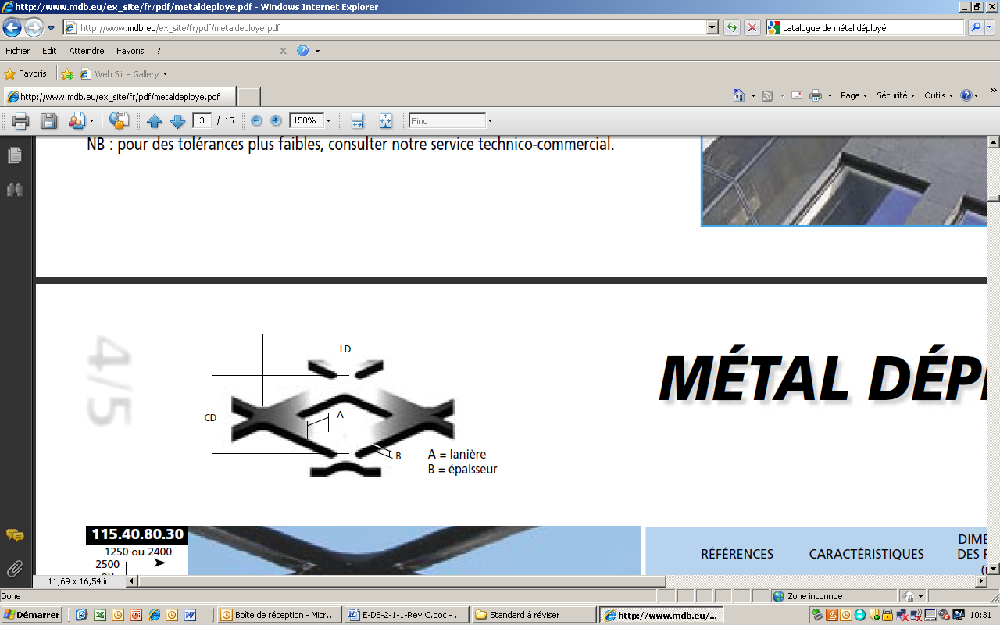 http://www.mdb.eu/ex_site/fr/pdf/metaldeploye.pdf - Windows Internet Explorer
http://www.mdb.eu/ex_site/fr/pdf/metaldeploye.pdf
catalogue de métal déployé
Fichier Edit Atteindre Favoris ?
Favoris Web Slice Gallery
http://www.mdb.eu/ex_site/fr/pdf/metaldeploye.pdf
Page Sécurité Outils »
3 / 15 150% Find
NB : pour des tolérances plus faibles, consulter notre service technico-commercial.
4/5
LD
CD
A
B
A = lanière
B = épaisseur
MÉTAL DÉP
115.40.80.30
1250 ou 2400
2500
ou
RÉFÉRENCES CARACTÉRISTIQUES
DIME
DES F
11,69 x 16,54 in
Done Zone inconnue
Démarrer Boîte de réception - Micr... E-DS-2-1-1-Rev C.doc - ... Standard à réviser http://www.mdb.eu/... 10:31